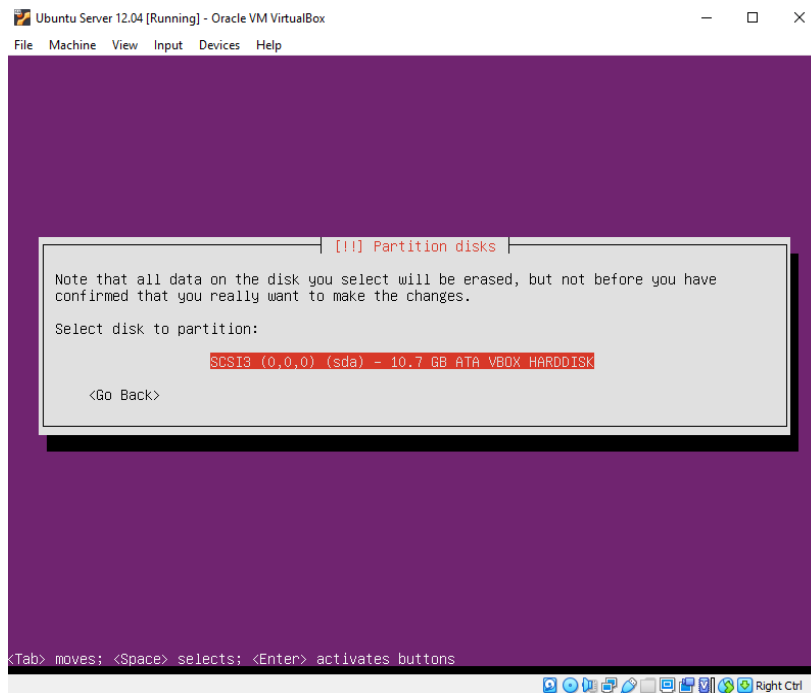 Ubuntu Server 12.04 [Running] - Oracle VM VirtualBox
File Machine View Input Devices Help
[!!] Partition disks
Note that all data on the disk you select will be erased, but not before you have
confirmed that you really want to make the changes.
Select disk to partition:
SCSI3 (0,0,0) (sda) - 10.7 GB ATA VBOX HARDDISK
<Go Back>
<Tab> moves; <Space> selects; <Enter> activates buttons
Right Ctrl